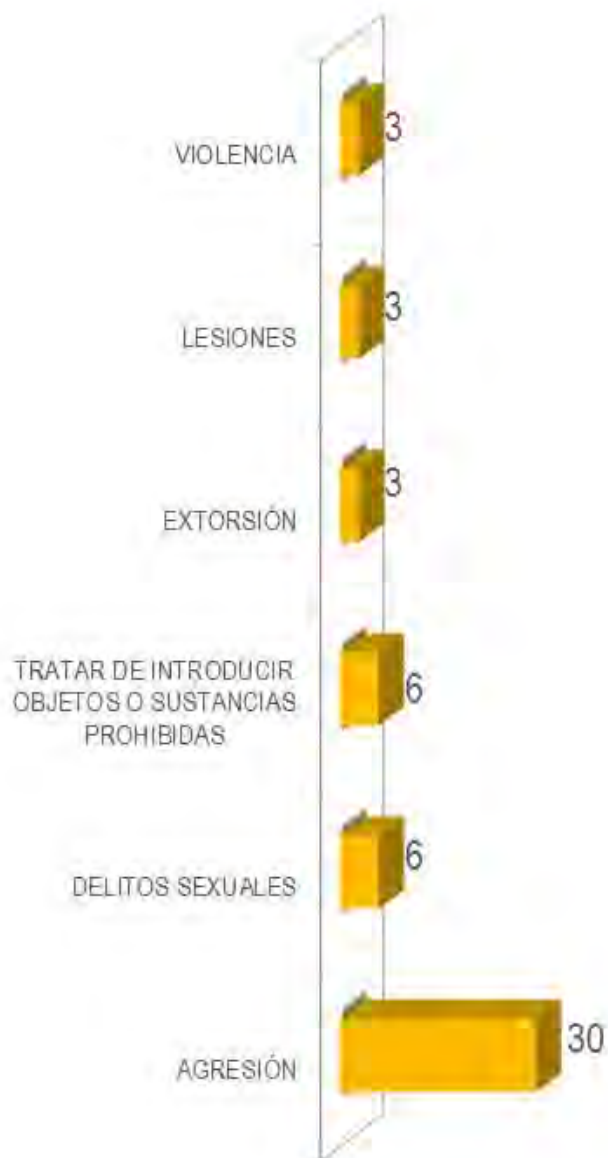 VIOLENCIA
3
LESIONES
3
EXTORSIÓN
3
TRATAR DE INTRODUCIR
OBJETOS O SUSTANCIAS
PROHIBIDAS
6
DELITOS SEXUALES
6
AGRESIÓN
30